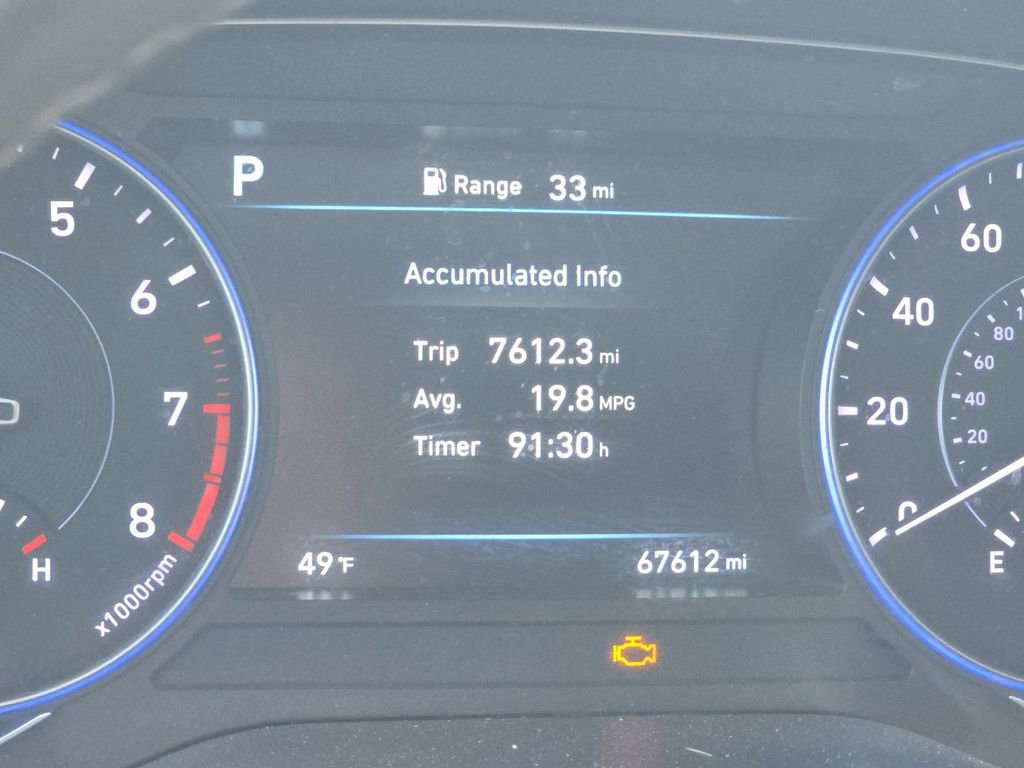 P
Range 33 mi
Accumulated Info
Trip 7612.3 mi
Avg. 19.8 MPG
Timer 91:30 h
49 °F
67612 mi
5
6
7
8
x1000rpm
H
60
40
20
0
80
60
40
20
E